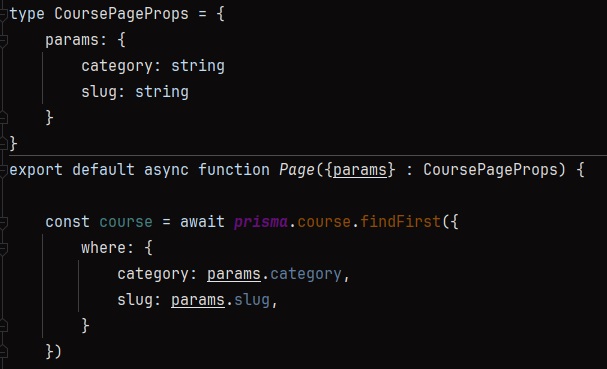 type CoursePageProps = {
    params: {
        category: string
        slug: string
    }
}
export default async function Page({params} : CoursePageProps) {
    const course = await prisma.course.findFirst({
        where: {
            category: params.category,
            slug: params.slug,
        }
    })